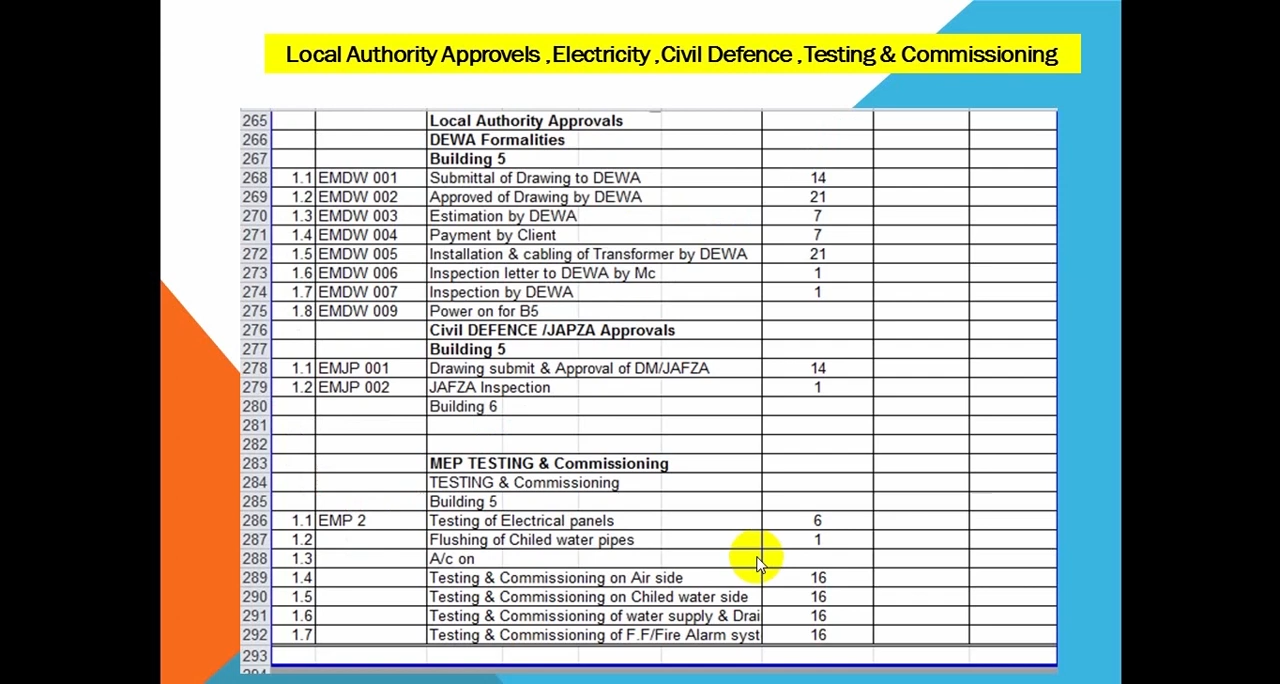 Local Authority Approvels ,Electricity ,Civil Defence ,Testing & Commissioning
265 Local Authority Approvals
266 DEWA Formalities
267 Building 5
268 1.1 EMDW 001 Submittal of Drawing to DEWA 14
269 1.2 EMDW 002 Approved of Drawing by DEWA 21
270 1.3 EMDW 003 Estimation by DEWA 7
271 1.4 EMDW 004 Payment by Client 7
272 1.5 EMDW 005 Installation & cabling of Transformer by DEWA 21
273 1.6 EMDW 006 Inspection letter to DEWA by Mc 1
274 1.7 EMDW 007 Inspection by DEWA 1
275 1.8 EMDW 009 Power on for B5
276 Civil DEFENCE /JAPZA Approvals
277 Building 5
278 1.1 EMJP 001 Drawing submit & Approval of DM/JAFZA 14
279 1.2 EMJP 002 JAFZA Inspection 1
280 Building 6
281
282
283 MEP TESTING & Commissioning
284 TESTING & Commissioning
285 Building 5
286 1.1 EMP 2 Testing of Electrical panels 6
287 1.2 Flushing of Chiled water pipes 1
288 1.3 A/c on
289 1.4 Testing & Commissioning on Air side 16
290 1.5 Testing & Commissioning on Chiled water side 16
291 1.6 Testing & Commissioning of water supply & Drai 16
292 1.7 Testing & Commissioning of F.F/Fire Alarm syst 16
293